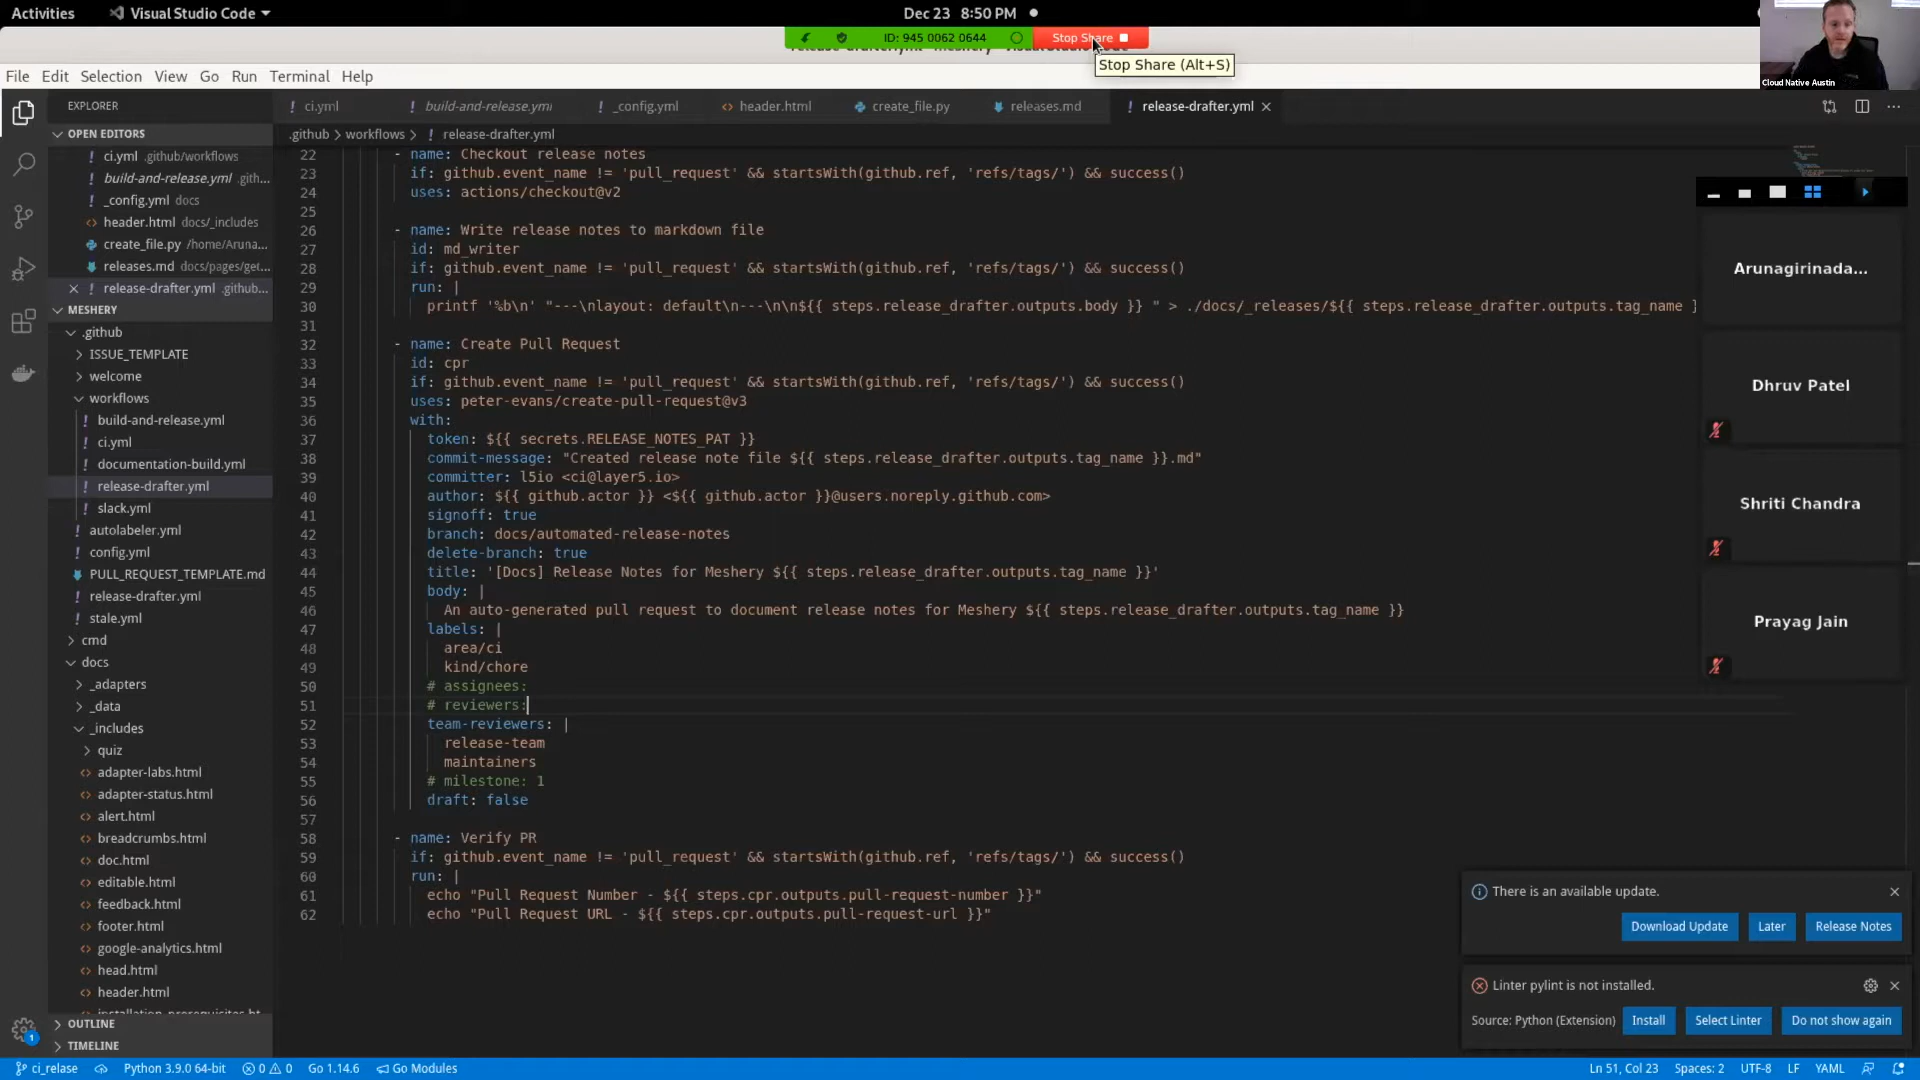 Activities
Visual Studio Code
Dec 23 8:50 PM
ID: 945 0062 0644
Stop Share
Stop Share (Alt+S)
Cloud Native Austin
File Edit Selection View Go Run Terminal Help
EXPLORER
ci.yml
build-and-release.yml
_config.yml
header.html
create_file.py
releases.md
release-drafter.yml
.github > workflows > ! release-drafter.yml
OPEN EDITORS
ci.yml .github/workflows
build-and-release.yml .gith...
_config.yml docs
header.html docs/_includes
create_file.py /home/Aruna...
releases.md docs/pages/get...
release-drafter.yml .github...
MESHERY
.github
ISSUE_TEMPLATE
welcome
workflows
build-and-release.yml
ci.yml
documentation-build.yml
release-drafter.yml
slack.yml
autolabeler.yml
config.yml
PULL_REQUEST_TEMPLATE.md
release-drafter.yml
stale.yml
cmd
docs
_adapters
_data
_includes
quiz
adapter-labs.html
adapter-status.html
alert.html
breadcrumbs.html
doc.html
editable.html
feedback.html
footer.html
google-analytics.html
head.html
header.html
OUTLINE
TIMELINE
22 - name: Checkout release notes
23 if: github.event_name != 'pull_request' && startsWith(github.ref, 'refs/tags/') && success()
24 uses: actions/checkout@v2
25
26 - name: Write release notes to markdown file
27 id: md_writer
28 if: github.event_name != 'pull_request' && startsWith(github.ref, 'refs/tags/') && success()
29 run: |
30 printf '%b\n' "---\nlayout: default\n---\n\n${{ steps.release_drafter.outputs.body }} " > ./docs/_releases/${{ steps.release_drafter.outputs.tag_name }
31
32 - name: Create Pull Request
33 id: cpr
34 if: github.event_name != 'pull_request' && startsWith(github.ref, 'refs/tags/') && success()
35 uses: peter-evans/create-pull-request@v3
36 with:
37 token: ${{ secrets.RELEASE_NOTES_PAT }}
38 commit-message: "Created release note file ${{ steps.release_drafter.outputs.tag_name }}.md"
39 committer: l5io <ci@layer5.io>
40 author: ${{ github.actor }} <${{ github.actor }}@users.noreply.github.com>
41 signoff: true
42 branch: docs/automated-release-notes
43 delete-branch: true
44 title: '[Docs] Release Notes for Meshery ${{ steps.release_drafter.outputs.tag_name }}'
45 body: |
46 An auto-generated pull request to document release notes for Meshery ${{ steps.release_drafter.outputs.tag_name }}
47 labels: |
48 area/ci
49 kind/chore
50 # assignees:
51 # reviewers:
52 team-reviewers: |
53 release-team
54 maintainers
55 # milestone: 1
56 draft: false
57
58 - name: Verify PR
59 if: github.event_name != 'pull_request' && startsWith(github.ref, 'refs/tags/') && success()
60 run: |
61 echo "Pull Request Number - ${{ steps.cpr.outputs.pull-request-number }}"
62 echo "Pull Request URL - ${{ steps.cpr.outputs.pull-request-url }}"
Arunagirinada...
Dhruv Patel
Shriti Chandra
Prayag Jain
There is an available update.
Download Update Later Release Notes
Linter pylint is not installed.
Source: Python (Extension) Install Select Linter Do not show again
1
ci_relase Python 3.9.0 64-bit 0 0 Go 1.14.6 Go Modules
Ln 51, Col 23 Spaces: 2 UTF-8 LF YAML